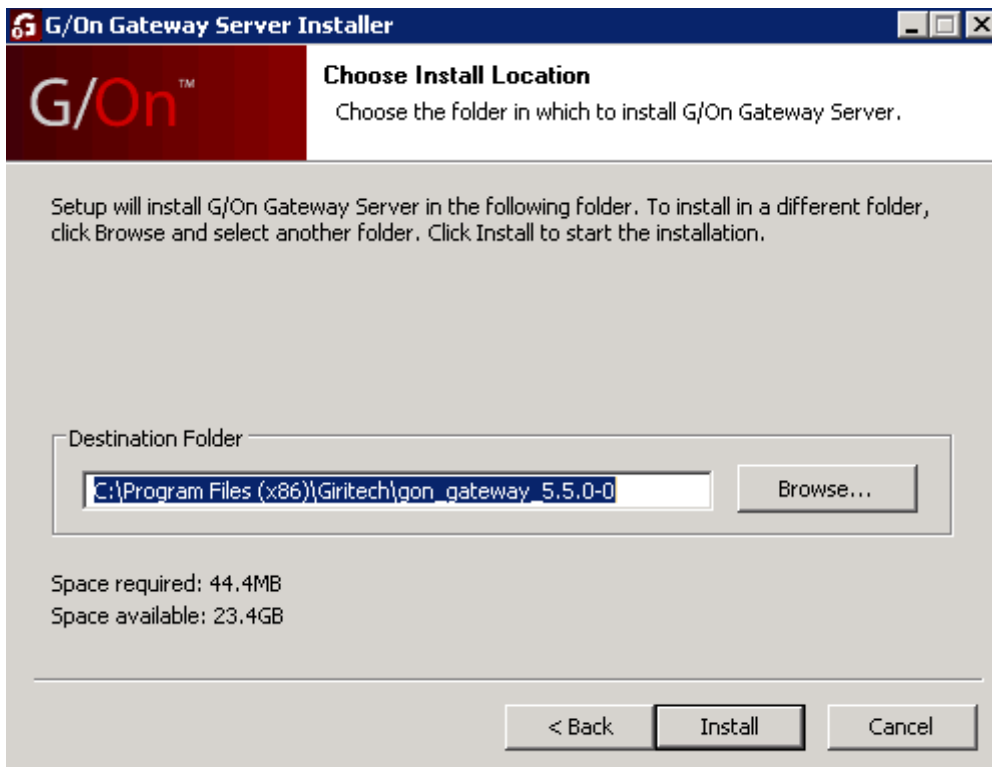 G/On Gateway Server Installer
G/On™
Choose Install Location
Choose the folder in which to install G/On Gateway Server.
Setup will install G/On Gateway Server in the following folder. To install in a different folder,
click Browse and select another folder. Click Install to start the installation.
Destination Folder
C:\Program Files (x86)\Giritech\gon_gateway_5.5.0-0
Browse...
Space required: 44.4MB
Space available: 23.4GB
< Back
Install
Cancel